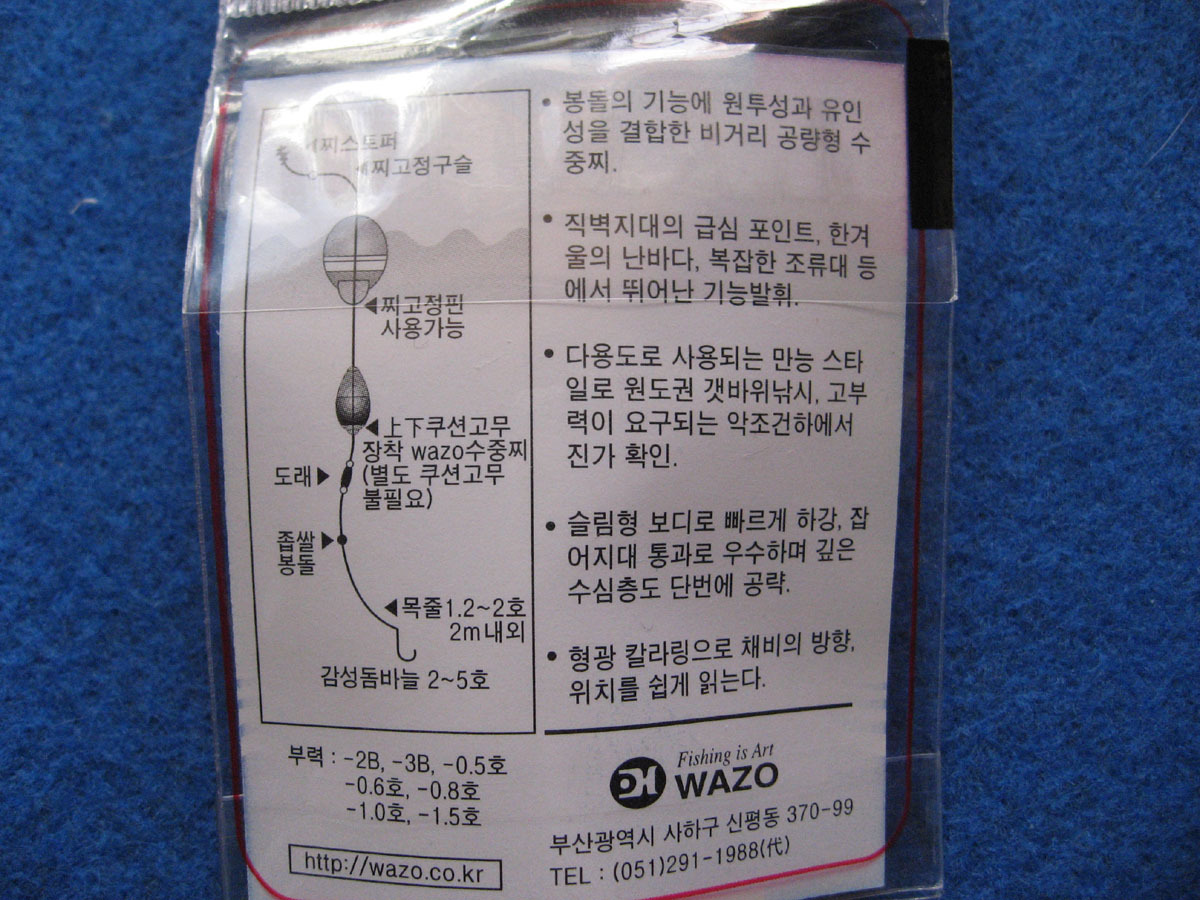 찌스토퍼
찌고정구슬
◀찌고정핀
사용가능
◀上下쿠션고무
장착 wazo수중찌
(별도 쿠션고무
불필요)
도래▶
좁쌀▶
봉돌
◀목줄1.2~2호
2m내외
감성돔바늘 2~5호
부력 : -2B, -3B, -0.5호
-0.6호, -0.8호
-1.0호, -1.5호
http://wazo.co.kr
• 봉돌의 기능에 원투성과 유인
성을 결합한 비거리 공량형 수
중찌.
• 직벽지대의 급심 포인트, 한겨
울의 난바다, 복잡한 조류대 등
에서 뛰어난 기능발휘.
• 다용도로 사용되는 만능 스타
일로 원도권 갯바위낚시, 고부
력이 요구되는 악조건하에서
진가 확인.
• 슬림형 보디로 빠르게 하강, 잡
어지대 통과로 우수하며 깊은
수심층도 단번에 공략.
• 형광 칼라링으로 채비의 방향,
위치를 쉽게 읽는다.
Fishing is Art
WAZO
부산광역시 사하구 신평동 370-99
TEL : (051)291-1988(代)